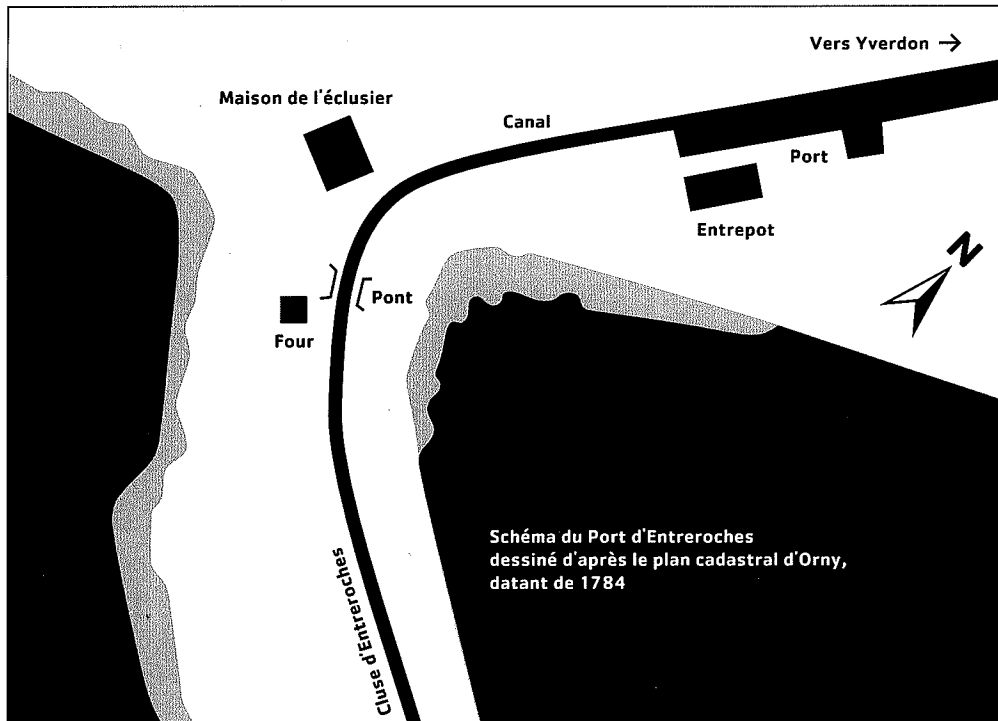 Vers Yverdon →
Maison de l'éclusier
Canal
Port
Entrepot
N
Pont
Four
Schéma du Port d'Entreroches
dessiné d'après le plan cadastral d'Orny,
datant de 1784
Cluse d'Entreroches